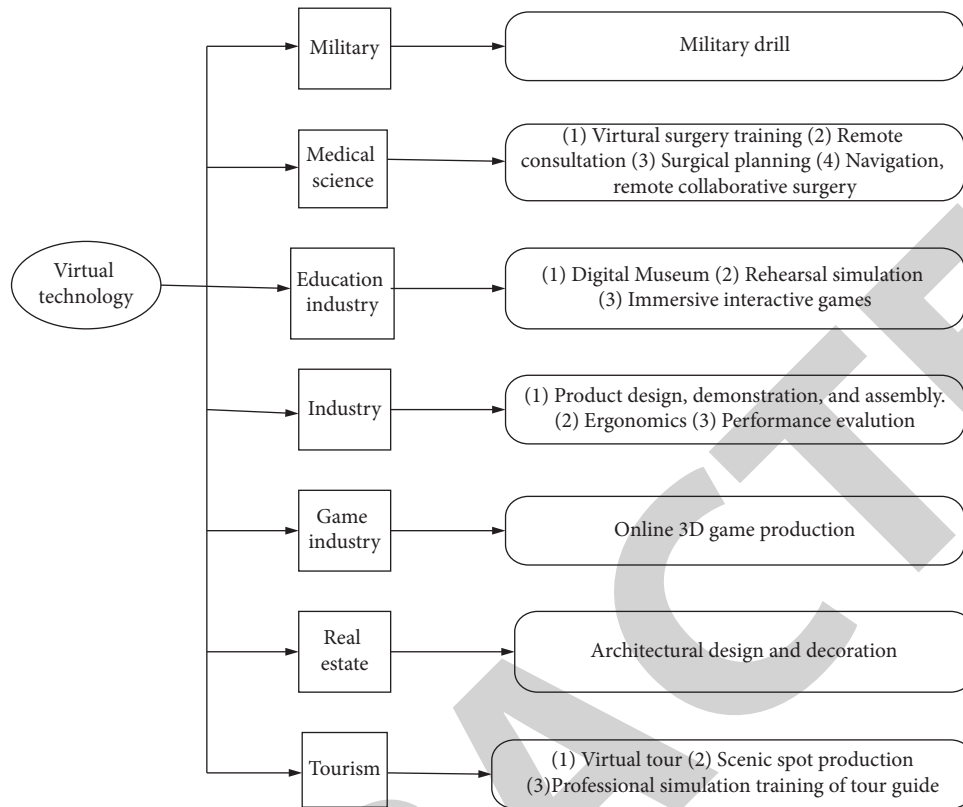 Military
Military drill
Medical
science
(1) Virtural surgery training (2) Remote
consultation (3) Surgical planning (4) Navigation,
remote collaborative surgery
Virtual
technology
Education
industry
(1) Digital Museum (2) Rehearsal simulation
(3) Immersive interactive games
Industry
(1) Product design, demonstration, and assembly.
(2) Ergonomics (3) Performance evalution
Game
industry
Online 3D game production
Real
estate
Architectural design and decoration
Tourism
(1) Virtual tour (2) Scenic spot production
(3)Professional simulation training of tour guide